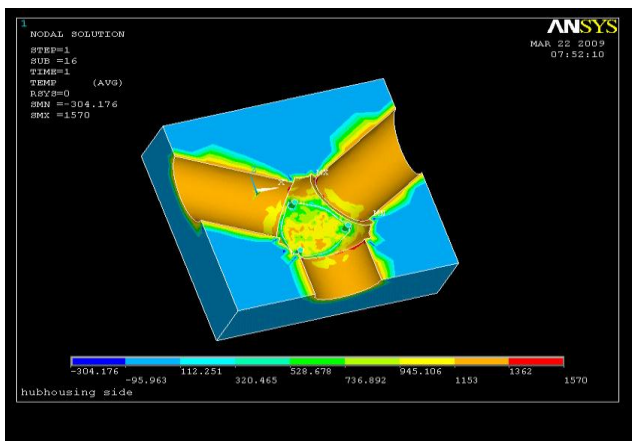 1
NODAL SOLUTION
ANSYS
STEP=1
MAR 22 2009
SUB =16
07:52:10
TIME=1
TEMP (AVG)
RSYS=0
SMN =-304.176
SMX =1570
-304.176 112.251 528.678 945.106 1362
-95.963 320.465 736.892 1153 1570
hubhousing side